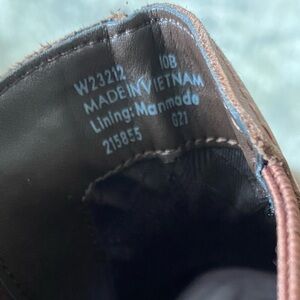 W23212 10B
MADE IN VIETNAM
Lining: Manmade
215855 021